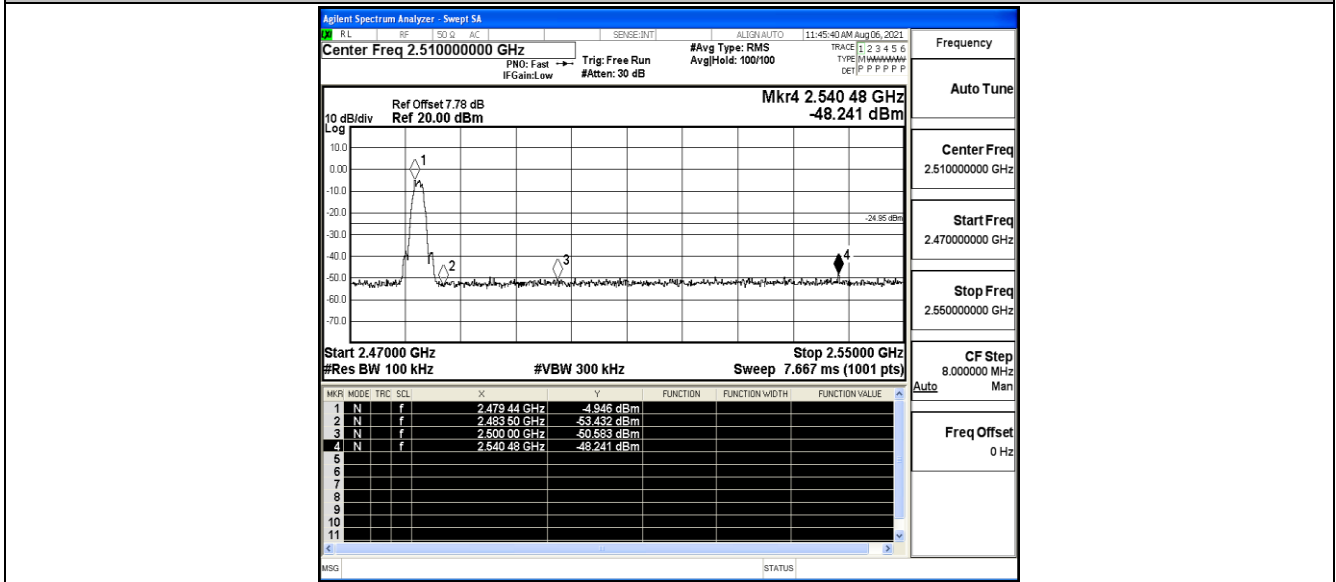 Agilent Spectrum Analyzer - Swept SA
RL RF 50 Ω AC SENSE:INT ALIGN AUTO 11:45:40 AM Aug 06, 2021
Center Freq 2.510000000 GHz
PNO: Fast
IFGain:Low
Trig: Free Run
#Atten: 30 dB
#Avg Type: RMS
Avg|Hold: 100/100
TRACE 1 2 3 4 5 6
TYPE M WWWWW
DET P P P P P P
Ref Offset 7.78 dB
10 dB/div Ref 20.00 dBm
Log
Mkr4 2.540 48 GHz
-48.241 dBm
10.0
0.00
-10.0
-20.0
-30.0
-40.0
-50.0
-60.0
-70.0
1
2
3
4
-24.95 dBm
Start 2.47000 GHz Stop 2.55000 GHz
#Res BW 100 kHz #VBW 300 kHz Sweep 7.667 ms (1001 pts)
MKR MODE TRC SCL X Y FUNCTION FUNCTION WIDTH FUNCTION VALUE
1 N f 2.479 44 GHz -4.946 dBm
2 N f 2.483 50 GHz -53.432 dBm
3 N f 2.500 00 GHz -50.583 dBm
4 N f 2.540 48 GHz -48.241 dBm
5
6
7
8
9
10
11
MSG STATUS
Frequency
Auto Tune
Center Freq
2.510000000 GHz
Start Freq
2.470000000 GHz
Stop Freq
2.550000000 GHz
CF Step
8.000000 MHz
Auto Man
Freq Offset
0 Hz